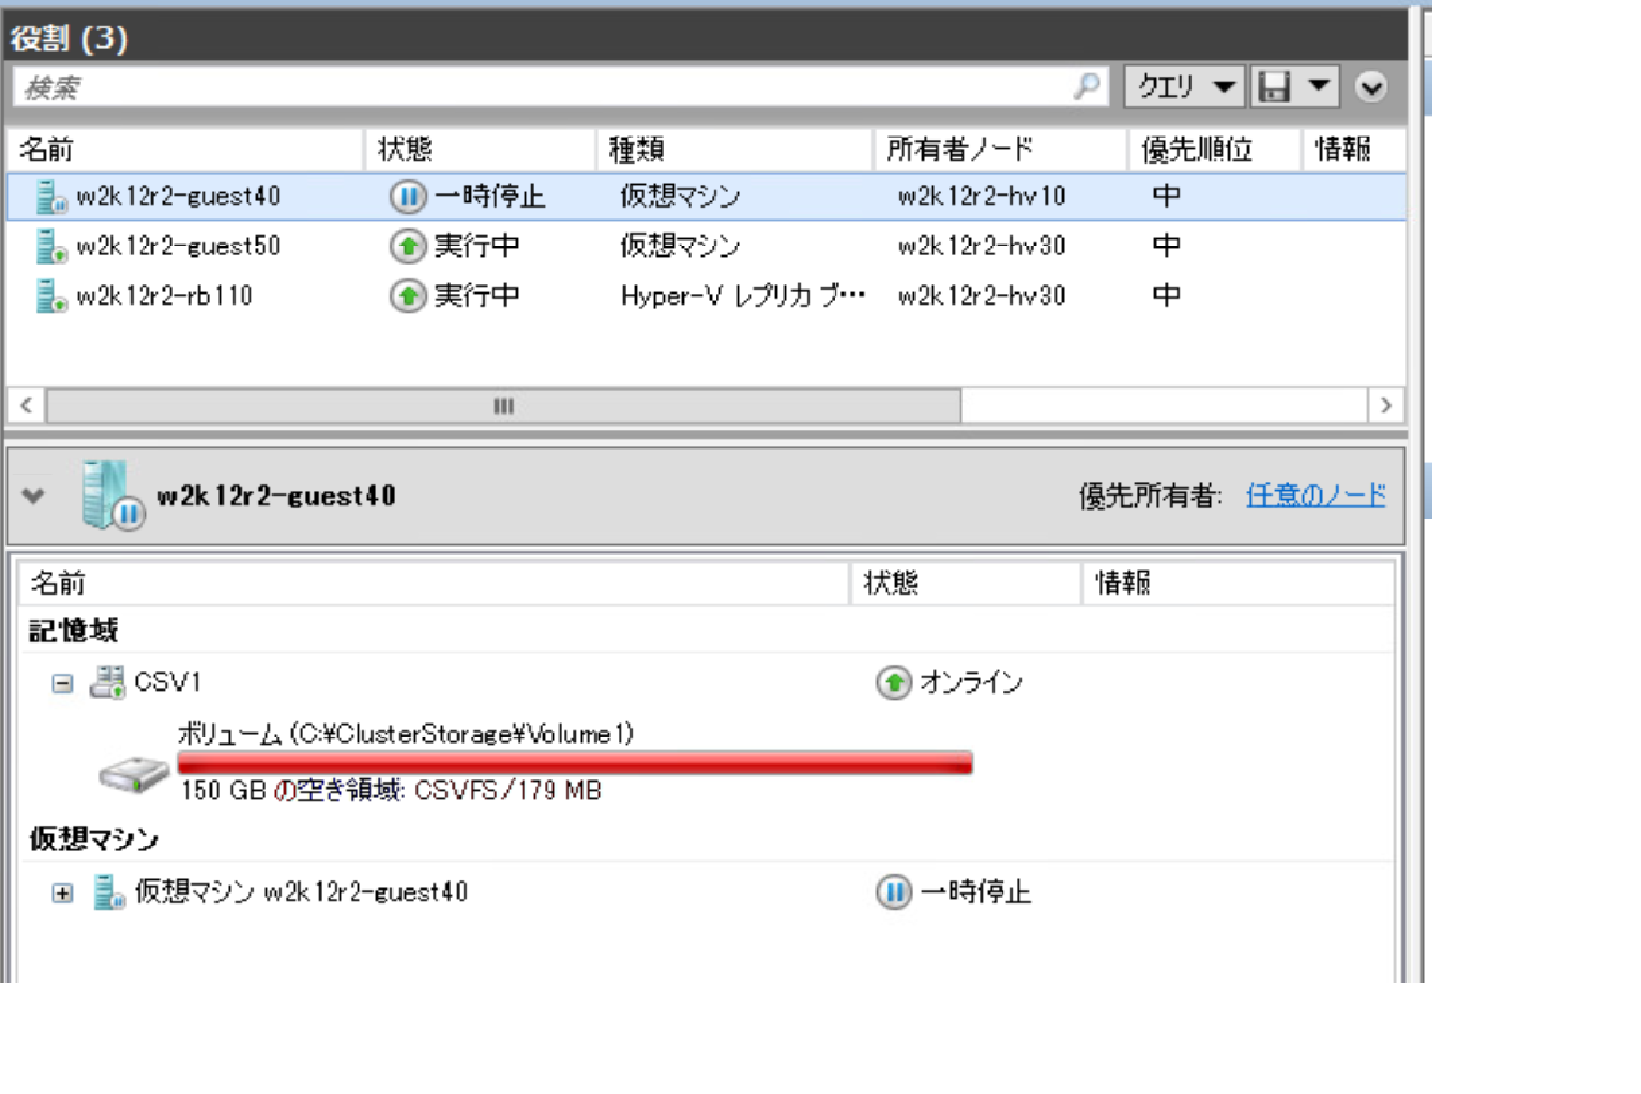 役割 (3)
検索 クエリ
名前 状態 種類 所有者ノード 優先順位 情報
w2k12r2-guest40 一時停止 仮想マシン w2k12r2-hv10 中
w2k12r2-guest50 実行中 仮想マシン w2k12r2-hv30 中
w2k12r2-rb110 実行中 Hyper-V レプリカ ブ… w2k12r2-hv30 中
w2k12r2-guest40 優先所有者: 任意のノード
名前 状態 情報
記憶域
CSV1 オンライン
ボリューム (C:¥ClusterStorage¥Volume1)
150 GB の空き領域: CSVFS/179 MB
仮想マシン
仮想マシン w2k12r2-guest40 一時停止